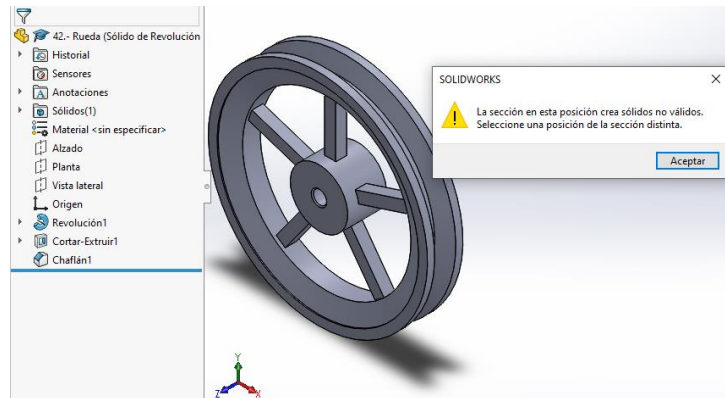 42.- Rueda (Sólido de Revolución
Historial
Sensores
Anotaciones
Sólidos(1)
Material <sin especificar>
Alzado
Planta
Vista lateral
Origen
Revolución1
Cortar-Extruir1
Chaflán1
SOLIDWORKS
La sección en esta posición crea sólidos no válidos.
Seleccione una posición de la sección distinta.
Aceptar
Y
Z X